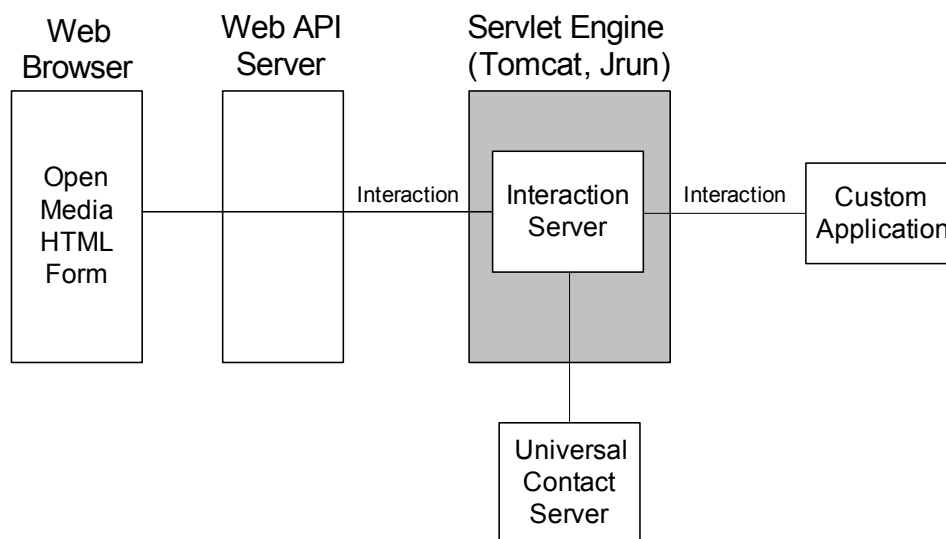 Web
Browser
Web API
Server
Servlet Engine
(Tomcat, Jrun)
Open
Media
HTML
Form
Interaction
Interaction
Server
Interaction
Custom
Application
Universal
Contact
Server